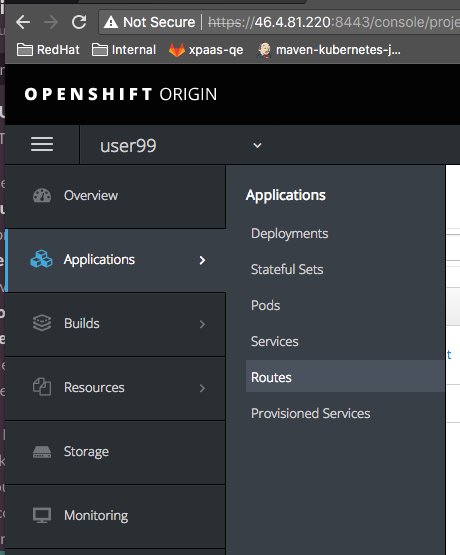 Not Secure | https://46.4.81.220:8443/console/proje
RedHat Internal xpaas-qe maven-kubernetes-j...
OPENSHIFT ORIGIN
user99
Overview
Applications
Builds
Resources
Storage
Monitoring
Applications
Deployments
Stateful Sets
Pods
Services
Routes
Provisioned Services